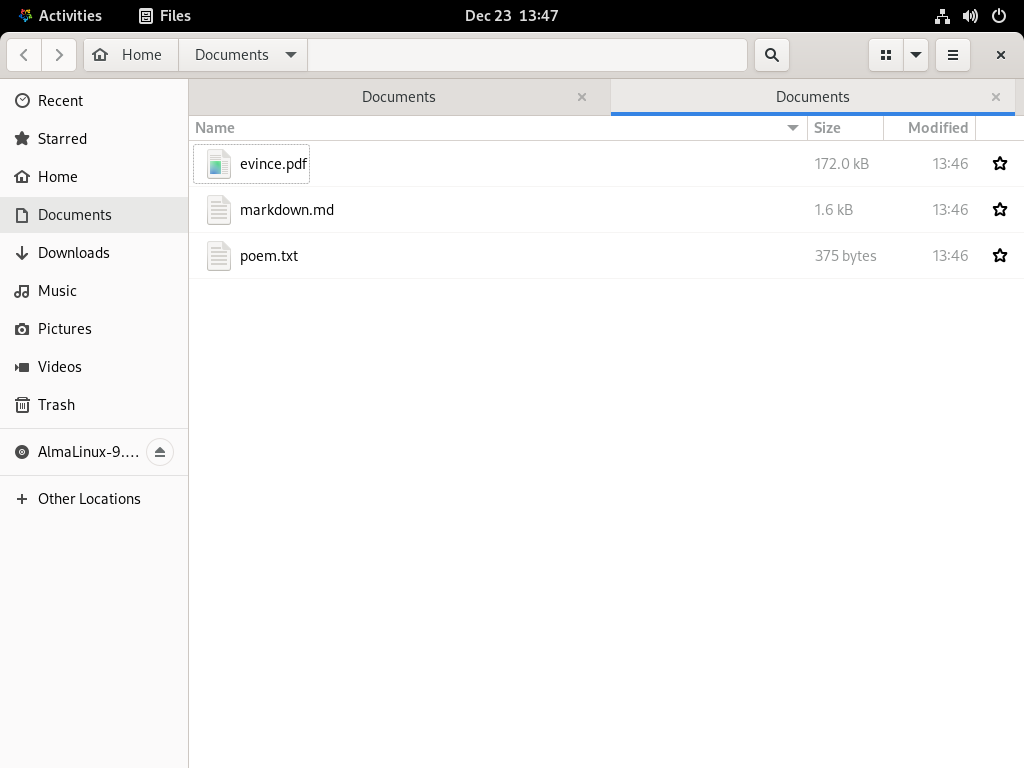 Activities Files Dec 23 13:47
Home Documents
Documents Documents
Name Size Modified
evince.pdf 172.0 kB 13:46
markdown.md 1.6 kB 13:46
poem.txt 375 bytes 13:46
Recent
Starred
Home
Documents
Downloads
Music
Pictures
Videos
Trash
AlmaLinux-9.…
Other Locations